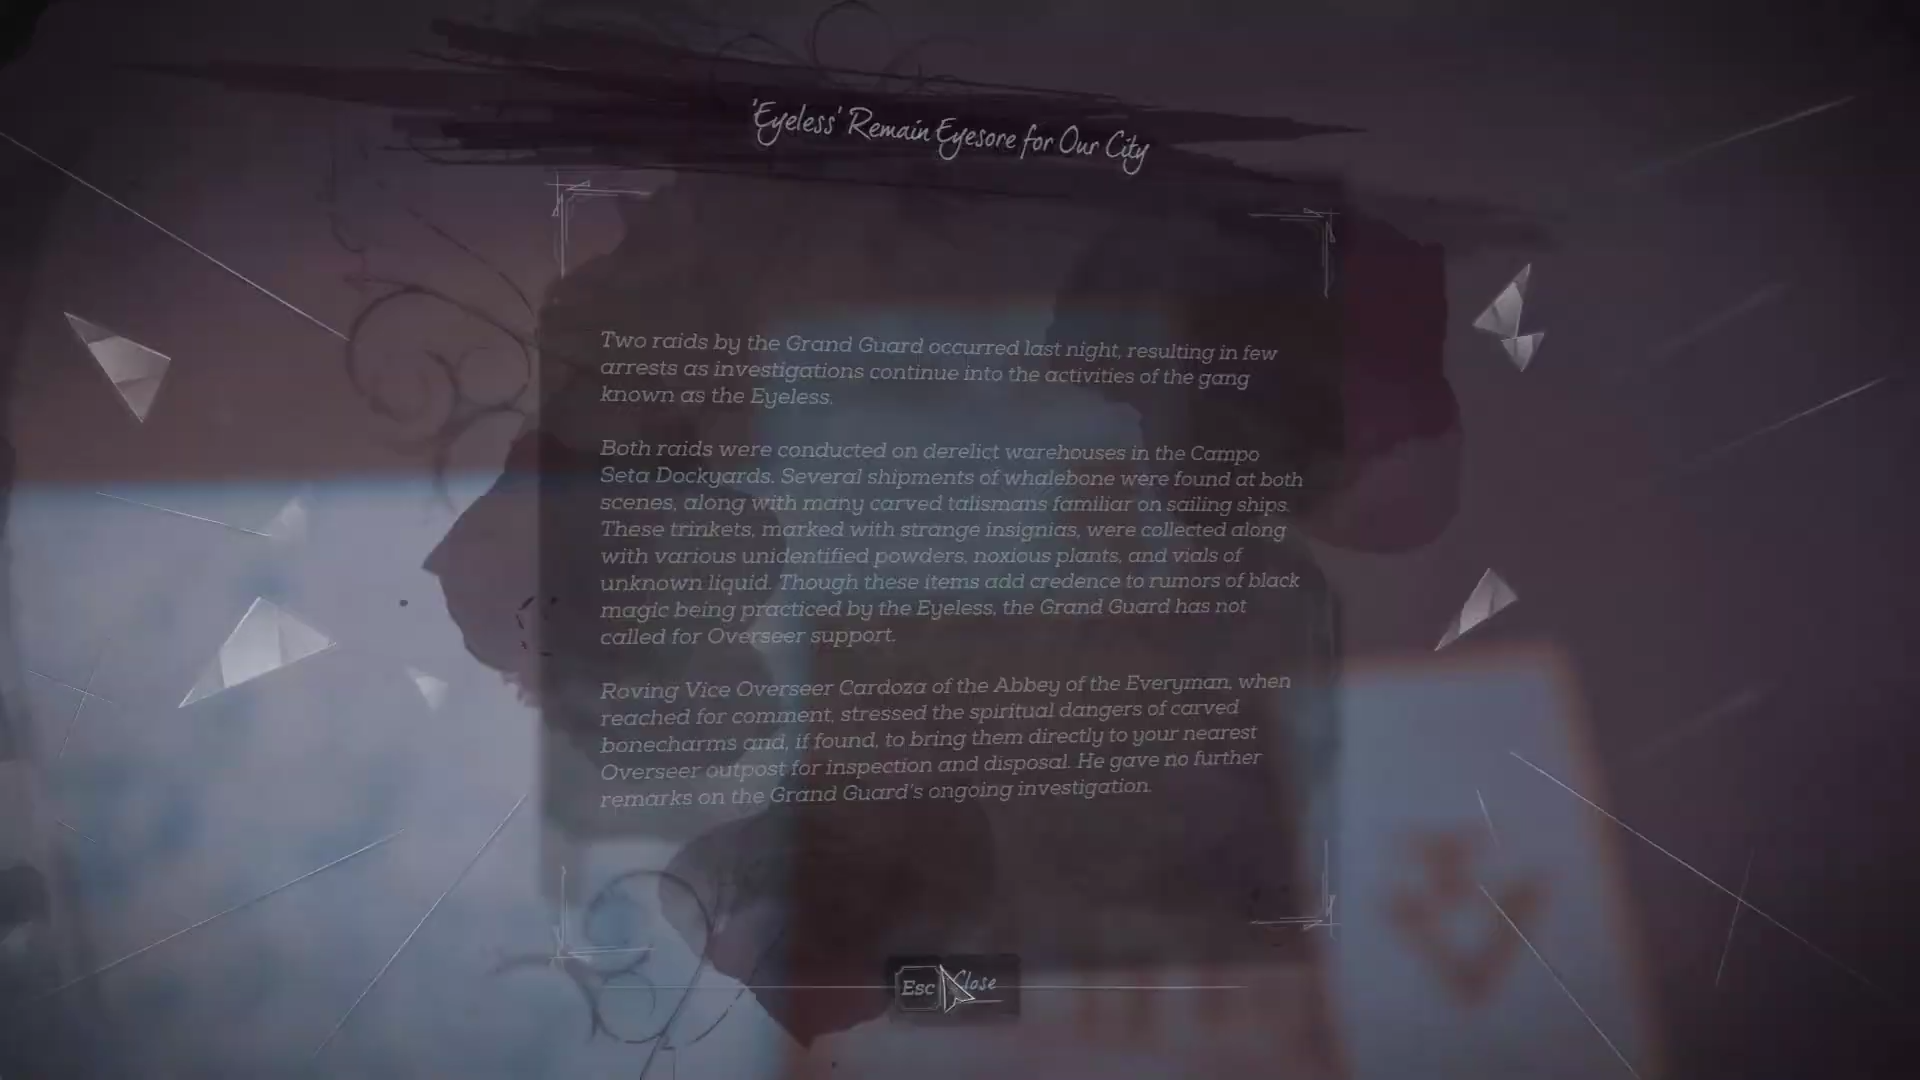 'Eyeless' Remain Eyesore for Our City
Two raids by the Grand Guard occurred last night, resulting in few
arrests as investigations continue into the activities of the gang
known as the Eyeless.
Both raids were conducted on derelict warehouses in the Campo
Seta Dockyards. Several shipments of whalebone were found at both
scenes, along with many carved talismans familiar on sailing ships.
These trinkets, marked with strange insignias, were collected along
with various unidentified powders, noxious plants, and vials of
unknown liquid. Though these items add credence to rumors of black
magic being practiced by the Eyeless, the Grand Guard has not
called for Overseer support.
Roving Vice Overseer Cardoza of the Abbey of the Everyman, when
reached for comment, stressed the spiritual dangers of carved
bonecharms and, if found, to bring them directly to your nearest
Overseer outpost for inspection and disposal. He gave no further
remarks on the Grand Guard's ongoing investigation.
Esc Close